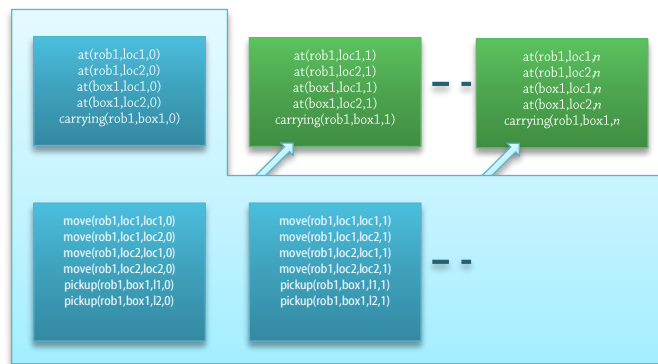 at(rob1,loc1,0)
at(rob1,loc2,0)
at(box1,loc1,0)
at(box1,loc2,0)
carrying(rob1,box1,0)
at(rob1,loc1,1)
at(rob1,loc2,1)
at(box1,loc1,1)
at(box1,loc2,1)
carrying(rob1,box1,1)
at(rob1,loc1,n
at(rob1,loc2,n
at(box1,loc1,n
at(box1,loc2,n
carrying(rob1,box1,n
move(rob1,loc1,loc1,0)
move(rob1,loc1,loc2,0)
move(rob1,loc2,loc1,0)
move(rob1,loc2,loc2,0)
pickup(rob1,box1,l1,0)
pickup(rob1,box1,l2,0)
move(rob1,loc1,loc1,1)
move(rob1,loc1,loc2,1)
move(rob1,loc2,loc1,1)
move(rob1,loc2,loc2,1)
pickup(rob1,box1,l1,1)
pickup(rob1,box1,l2,1)